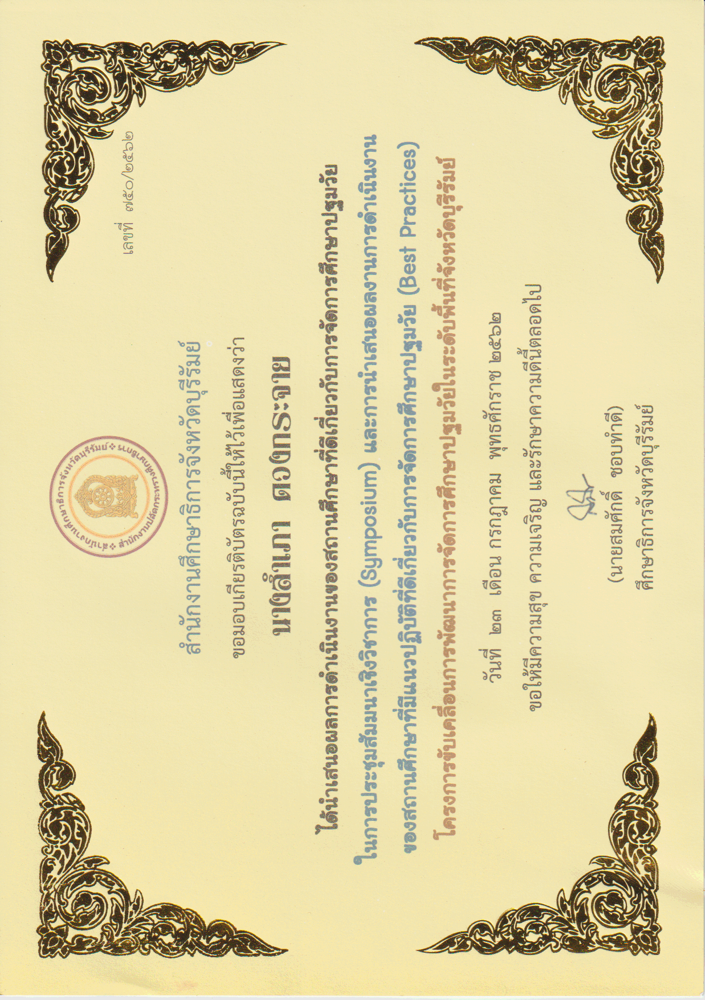 เลขที่ ๗๕๐/๒๕๖๒
สำนักงานศึกษาธิการจังหวัดบุรีรัมย์ ❖ สำนักงานปลัดกระทรวงศึกษาธิการ ❖
สำนักงานศึกษาธิการจังหวัดบุรีรัมย์
ขอมอบเกียรติบัตรฉบับนี้ให้ไว้เพื่อแสดงว่า
นางลำเภา ดวงกระจาย
ได้นำเสนอผลการดำเนินงานของสถานศึกษาที่ดีเกี่ยวกับการจัดการศึกษาปฐมวัย
ในการประชุมสัมมนาเชิงวิชาการ (Symposium) และการนำเสนอผลงานการดำเนินงาน
ของสถานศึกษาที่มีแนวปฏิบัติที่ดีเกี่ยวกับการจัดการศึกษาปฐมวัย (Best Practices)
โครงการขับเคลื่อนการพัฒนาการจัดการศึกษาปฐมวัยในระดับพื้นที่จังหวัดบุรีรัมย์
วันที่ ๒๓ เดือน กรกฎาคม พุทธศักราช ๒๕๖๒
ขอให้มีความสุข ความเจริญ และรักษาความดีนี้ตลอดไป
(นายสมศักดิ์ ชอบทำดี)
ศึกษาธิการจังหวัดบุรีรัมย์